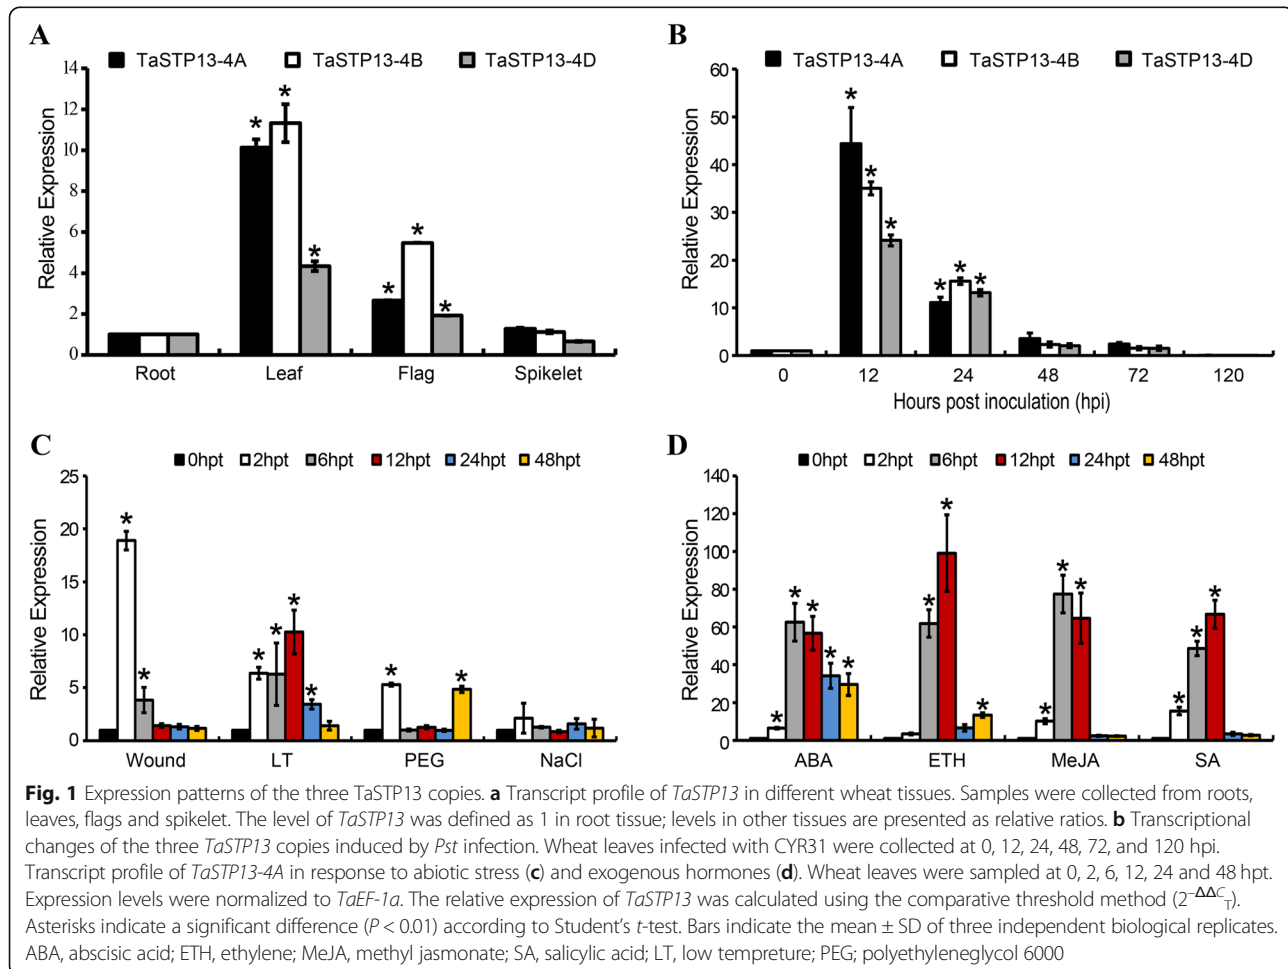 A
TaSTP13-4A TaSTP13-4B TaSTP13-4D
14
12
10
8
6
4
2
0
Relative Expression
* * * * * *
Root Leaf Flag Spikelet
B
TaSTP13-4A TaSTP13-4B TaSTP13-4D
60
50
40
30
20
10
0
Relative Expression
* * * * * *
0 12 24 48 72 120
Hours post inoculation (hpi)
C
0hpt 2hpt 6hpt 12hpt 24hpt 48hpt
25
20
15
10
5
0
Relative Expression
* * * * * * * *
Wound LT PEG NaCl
D
0hpt 2hpt 6hpt 12hpt 24hpt 48hpt
140
120
100
80
60
40
20
0
Relative Expression
* * * * * * * * * * * * * *
ABA ETH MeJA SA
Fig. 1 Expression patterns of the three TaSTP13 copies. a Transcript profile of TaSTP13 in different wheat tissues. Samples were collected from roots,
leaves, flags and spikelet. The level of TaSTP13 was defined as 1 in root tissue; levels in other tissues are presented as relative ratios. b Transcriptional
changes of the three TaSTP13 copies induced by Pst infection. Wheat leaves infected with CYR31 were collected at 0, 12, 24, 48, 72, and 120 hpi.
Transcript profile of TaSTP13-4A in response to abiotic stress (c) and exogenous hormones (d). Wheat leaves were sampled at 0, 2, 6, 12, 24 and 48 hpt.
Expression levels were normalized to TaEF-1a. The relative expression of TaSTP13 was calculated using the comparative threshold method (2⁻ΔΔCT).
Asterisks indicate a significant difference (P < 0.01) according to Student's t-test. Bars indicate the mean ± SD of three independent biological replicates.
ABA, abscisic acid; ETH, ethylene; MeJA, methyl jasmonate; SA, salicylic acid; LT, low tempreture; PEG; polyethyleneglycol 6000